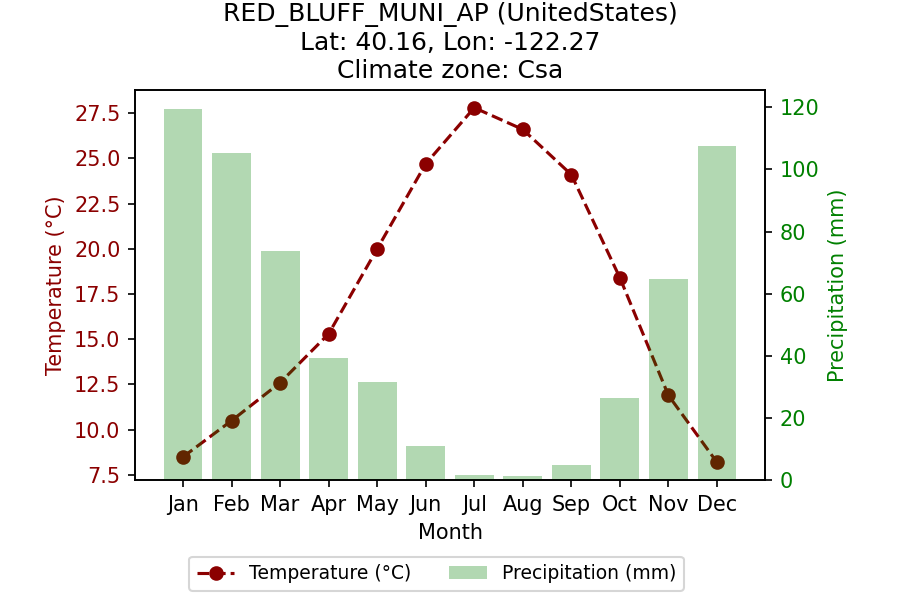 RED_BLUFF_MUNI_AP (UnitedStates)
Lat: 40.16, Lon: -122.27
Climate zone: Csa
Temperature (°C)
27.5
25.0
22.5
20.0
17.5
15.0
12.5
10.0
7.5
120
100
80
60
40
20
0
Precipitation (mm)
Jan Feb Mar Apr May Jun Jul Aug Sep Oct Nov Dec
Month
Temperature (°C) Precipitation (mm)